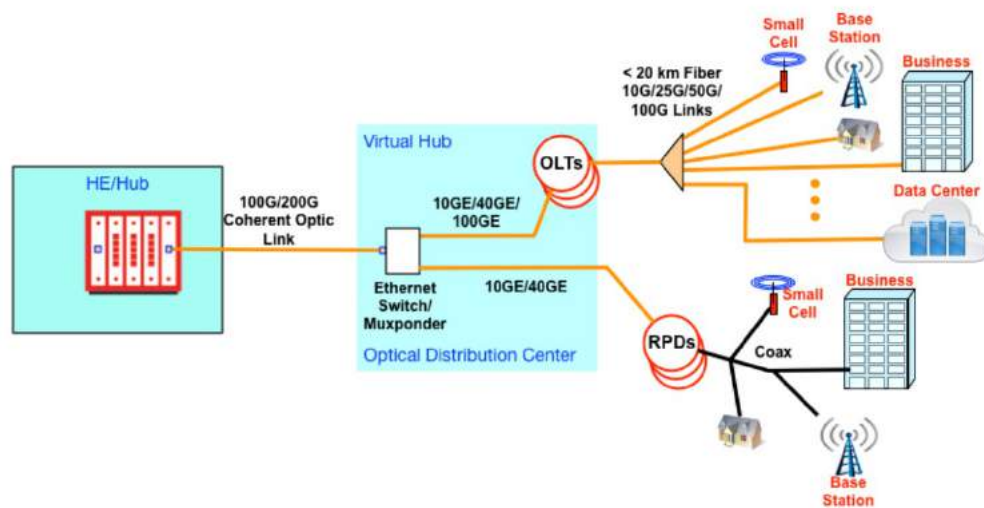 HE/Hub
100G/200G
Coherent Optic
Link
Virtual Hub
10GE/40GE/
100GE
OLTs
Ethernet
Switch/
Muxponder
10GE/40GE
Optical Distribution Center
< 20 km Fiber
10G/25G/50G/
100G Links
Small
Cell
Base
Station
Business
Data Center
RPDs
Small
Cell
Coax
Business
Base
Station